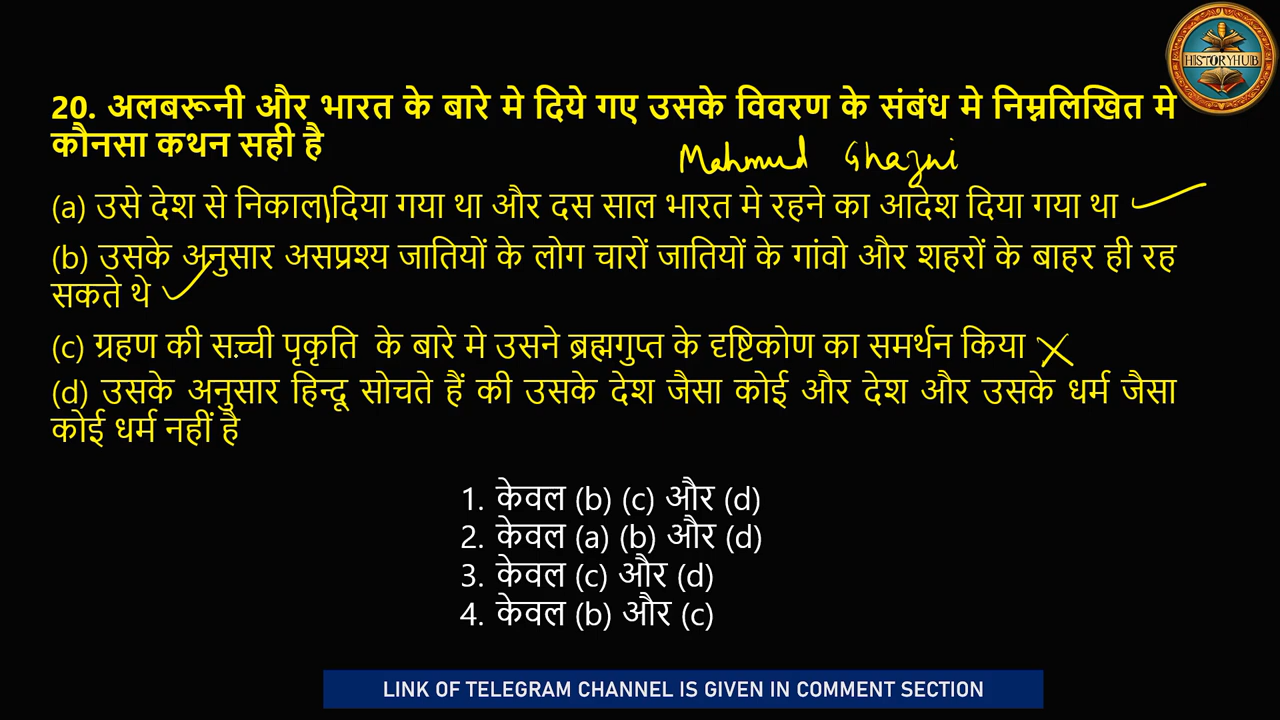 HISTORYHUB
20. अलबरूनी और भारत के बारे मे दिये गए उसके विवरण के संबंध मे निम्नलिखित मे
कौनसा कथन सही है
Mahmud Ghazni
(a) उसे देश से निकाल दिया गया था और दस साल भारत मे रहने का आदेश दिया गया था
(b) उसके अनुसार असप्रश्य जातियों के लोग चारों जातियों के गांवो और शहरों के बाहर ही रह
सकते थे
(c) ग्रहण की सच्ची पृकृति के बारे मे उसने ब्रह्मगुप्त के दृष्टिकोण का समर्थन किया
(d) उसके अनुसार हिन्दू सोचते हैं की उसके देश जैसा कोई और देश और उसके धर्म जैसा
कोई धर्म नहीं है
1. केवल (b) (c) और (d)
2. केवल (a) (b) और (d)
3. केवल (c) और (d)
4. केवल (b) और (c)
LINK OF TELEGRAM CHANNEL IS GIVEN IN COMMENT SECTION